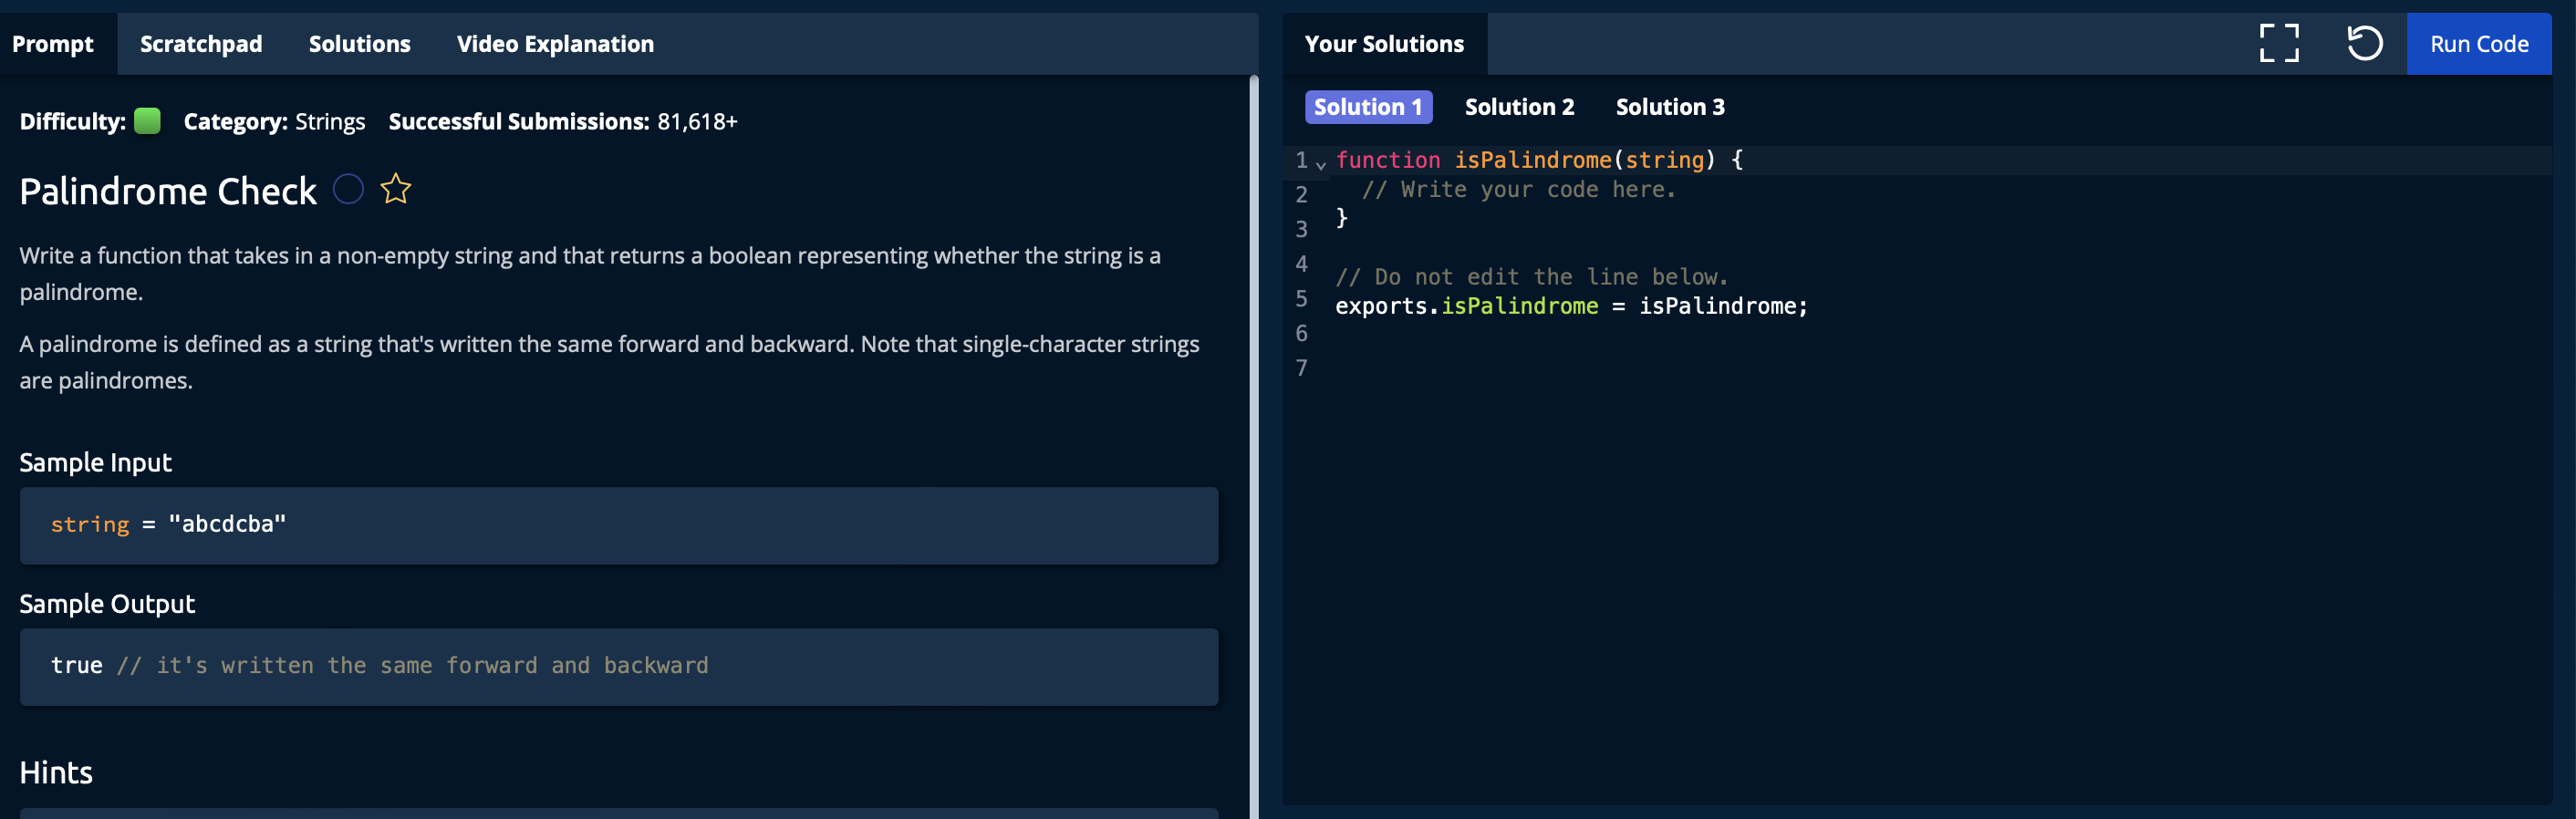 Prompt
Scratchpad
Solutions
Video Explanation
Difficulty: Category: Strings Successful Submissions: 81,618+
Palindrome Check
Write a function that takes in a non-empty string and that returns a boolean representing whether the string is a
palindrome.
A palindrome is defined as a string that's written the same forward and backward. Note that single-character strings
are palindromes.
Sample Input
string = "abcdcba"
Sample Output
true // it's written the same forward and backward
Hints
Your Solutions
Run Code
Solution 1
Solution 2
Solution 3
1 function isPalindrome(string) {
2 // Write your code here.
3 }
4
5 // Do not edit the line below.
6 exports.isPalindrome = isPalindrome;
7